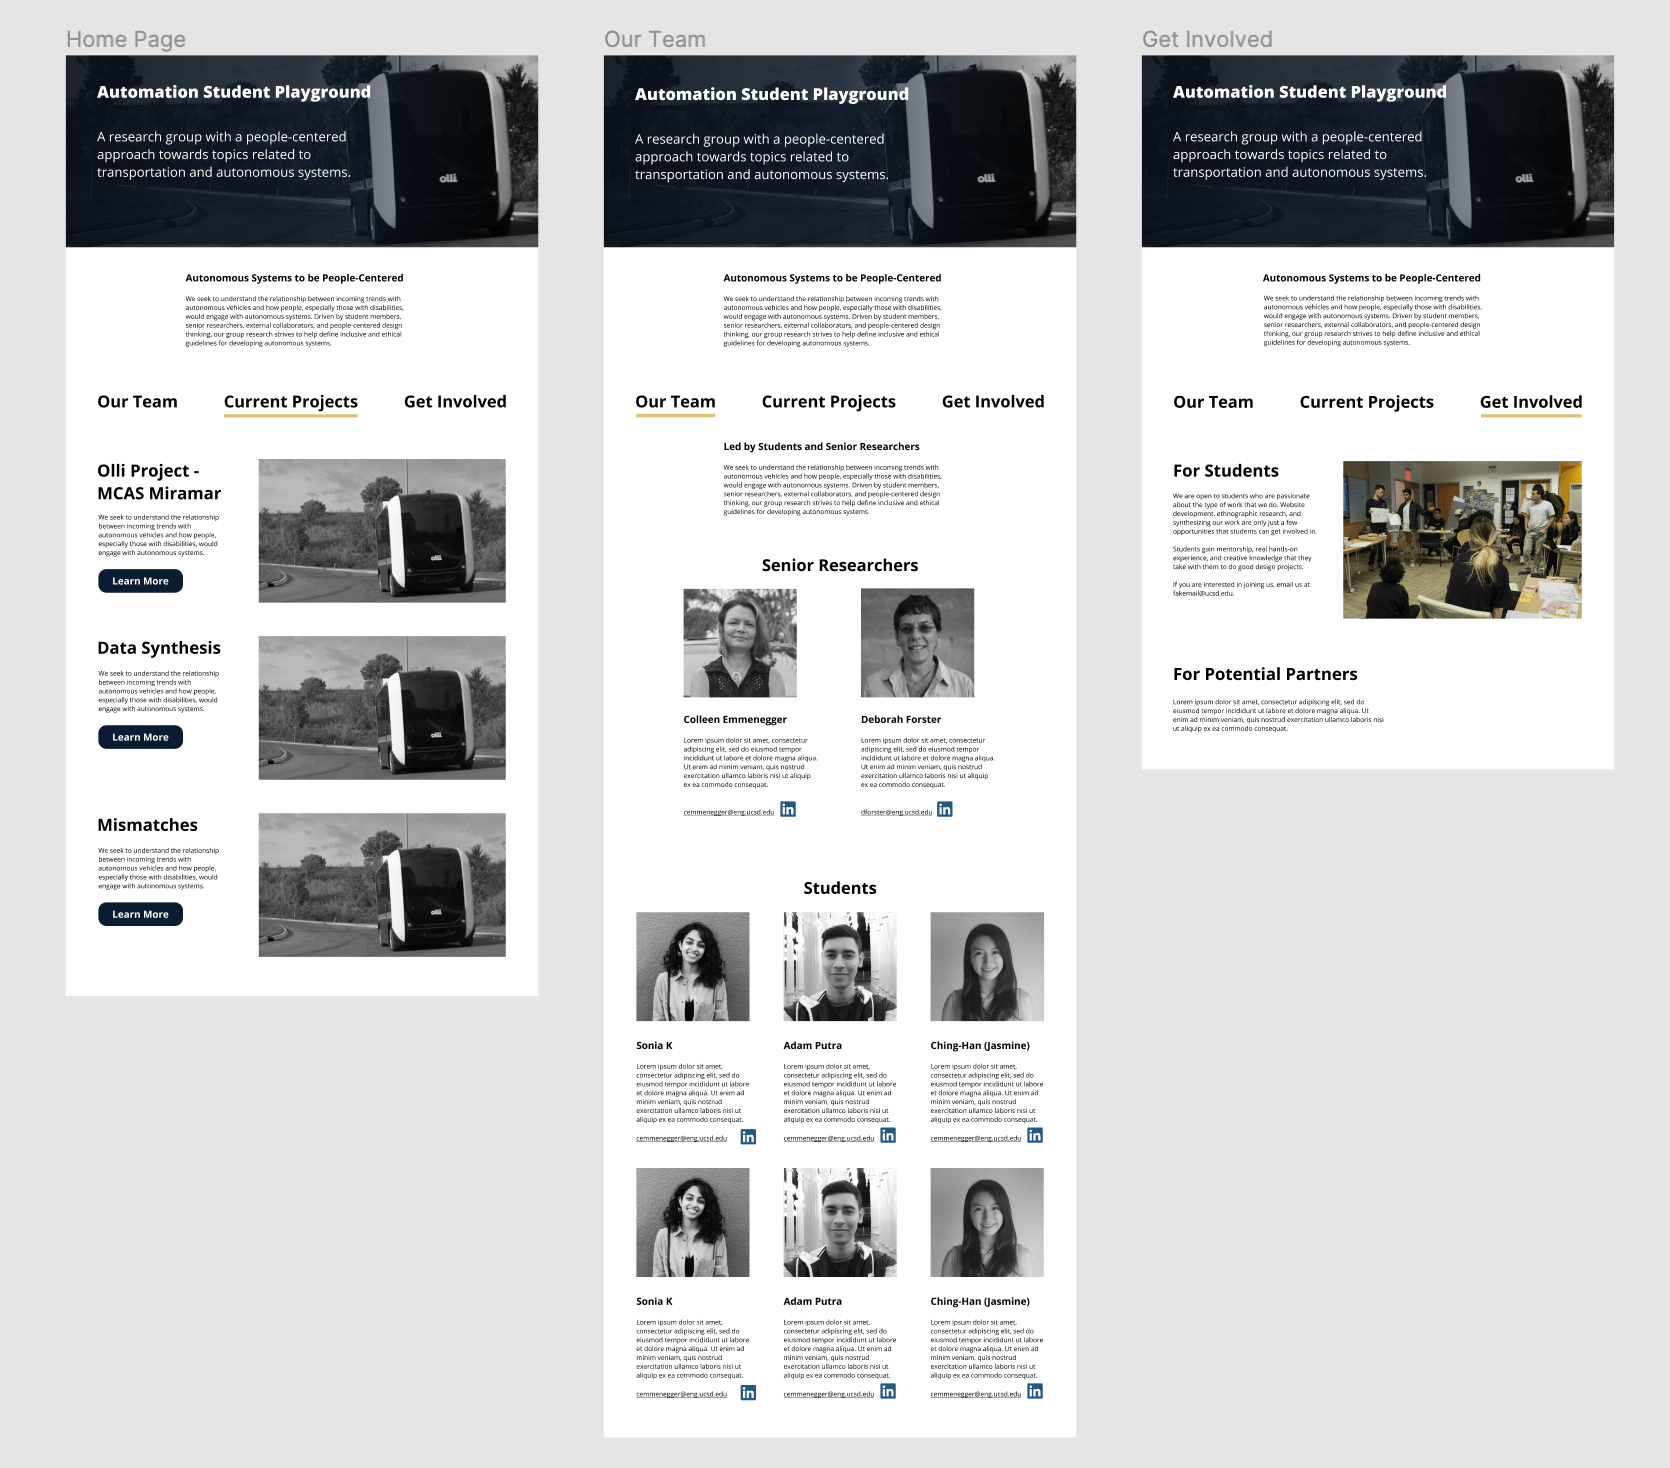 Home Page
Automation Student Playground
A research group with a people-centered
approach towards topics related to
transportation and autonomous systems.
olli
Autonomous Systems to be People-Centered
We seek to understand the relationship between incoming trends with
autonomous vehicles and how people, especially those with disabilities,
would engage with autonomous systems. Driven by student members,
senior researchers, external collaborators, and people-centered design
thinking, our group research strives to help define inclusive and ethical
guidelines for developing autonomous systems.
Our Team
Current Projects
Get Involved
Olli Project -
MCAS Miramar
We seek to understand the relationship
between incoming trends with
autonomous vehicles and how people,
especially those with disabilities, would
engage with autonomous systems.
Learn More
olli
Data Synthesis
We seek to understand the relationship
between incoming trends with
autonomous vehicles and how people,
especially those with disabilities, would
engage with autonomous systems.
Learn More
olli
Mismatches
We seek to understand the relationship
between incoming trends with
autonomous vehicles and how people,
especially those with disabilities, would
engage with autonomous systems.
Learn More
olli
Our Team
Automation Student Playground
A research group with a people-centered
approach towards topics related to
transportation and autonomous systems.
olli
Autonomous Systems to be People-Centered
We seek to understand the relationship between incoming trends with
autonomous vehicles and how people, especially those with disabilities,
would engage with autonomous systems. Driven by student members,
senior researchers, external collaborators, and people-centered design
thinking, our group research strives to help define inclusive and ethical
guidelines for developing autonomous systems.
Our Team
Current Projects
Get Involved
Led by Students and Senior Researchers
We seek to understand the relationship between incoming trends with
autonomous vehicles and how people, especially those with disabilities,
would engage with autonomous systems. Driven by student members,
senior researchers, external collaborators, and people-centered design
thinking, our group research strives to help define inclusive and ethical
guidelines for developing autonomous systems.
Senior Researchers
Colleen Emmenegger
Lorem ipsum dolor sit amet, consectetur
adipiscing elit, sed do eiusmod tempor
incididunt ut labore et dolore magna aliqua.
Ut enim ad minim veniam, quis nostrud
exercitation ullamco laboris nisi ut aliquip
ex ea commodo consequat.
cemmenegger@eng.ucsd.edu
in
Deborah Forster
Lorem ipsum dolor sit amet, consectetur
adipiscing elit, sed do eiusmod tempor
incididunt ut labore et dolore magna aliqua.
Ut enim ad minim veniam, quis nostrud
exercitation ullamco laboris nisi ut aliquip
ex ea commodo consequat.
dforster@eng.ucsd.edu
in
Students
Sonia K
Lorem ipsum dolor sit amet,
consectetur adipiscing elit, sed do
eiusmod tempor incididunt ut labore
et dolore magna aliqua. Ut enim ad
minim veniam, quis nostrud
exercitation ullamco laboris nisi ut
aliquip ex ea commodo consequat.
cemmenegger@eng.ucsd.edu
in
Adam Putra
Lorem ipsum dolor sit amet,
consectetur adipiscing elit, sed do
eiusmod tempor incididunt ut labore
et dolore magna aliqua. Ut enim ad
minim veniam, quis nostrud
exercitation ullamco laboris nisi ut
aliquip ex ea commodo consequat.
cemmenegger@eng.ucsd.edu
in
Ching-Han (Jasmine)
Lorem ipsum dolor sit amet,
consectetur adipiscing elit, sed do
eiusmod tempor incididunt ut labore
et dolore magna aliqua. Ut enim ad
minim veniam, quis nostrud
exercitation ullamco laboris nisi ut
aliquip ex ea commodo consequat.
cemmenegger@eng.ucsd.edu
in
Sonia K
Lorem ipsum dolor sit amet,
consectetur adipiscing elit, sed do
eiusmod tempor incididunt ut labore
et dolore magna aliqua. Ut enim ad
minim veniam, quis nostrud
exercitation ullamco laboris nisi ut
aliquip ex ea commodo consequat.
cemmenegger@eng.ucsd.edu
in
Adam Putra
Lorem ipsum dolor sit amet,
consectetur adipiscing elit, sed do
eiusmod tempor incididunt ut labore
et dolore magna aliqua. Ut enim ad
minim veniam, quis nostrud
exercitation ullamco laboris nisi ut
aliquip ex ea commodo consequat.
cemmenegger@eng.ucsd.edu
in
Ching-Han (Jasmine)
Lorem ipsum dolor sit amet,
consectetur adipiscing elit, sed do
eiusmod tempor incididunt ut labore
et dolore magna aliqua. Ut enim ad
minim veniam, quis nostrud
exercitation ullamco laboris nisi ut
aliquip ex ea commodo consequat.
cemmenegger@eng.ucsd.edu
in
Get Involved
Automation Student Playground
A research group with a people-centered
approach towards topics related to
transportation and autonomous systems.
olli
Autonomous Systems to be People-Centered
We seek to understand the relationship between incoming trends with
autonomous vehicles and how people, especially those with disabilities,
would engage with autonomous systems. Driven by student members,
senior researchers, external collaborators, and people-centered design
thinking, our group research strives to help define inclusive and ethical
guidelines for developing autonomous systems.
Our Team
Current Projects
Get Involved
For Students
We are open to students who are passionate
about the type of work that we do. Website
development, ethnographic research, and
synthesizing our work are only just a few
opportunities that students can get involved in.
Students gain mentorship, real hands-on
experience, and creative knowledge that they
take with them to do good design projects.
If you are interested in joining us, email us at
fakemail@ucsd.edu.
For Potential Partners
Lorem ipsum dolor sit amet, consectetur adipiscing elit, sed do
eiusmod tempor incididunt ut labore et dolore magna aliqua. Ut
enim ad minim veniam, quis nostrud exercitation ullamco laboris nisi
ut aliquip ex ea commodo consequat.